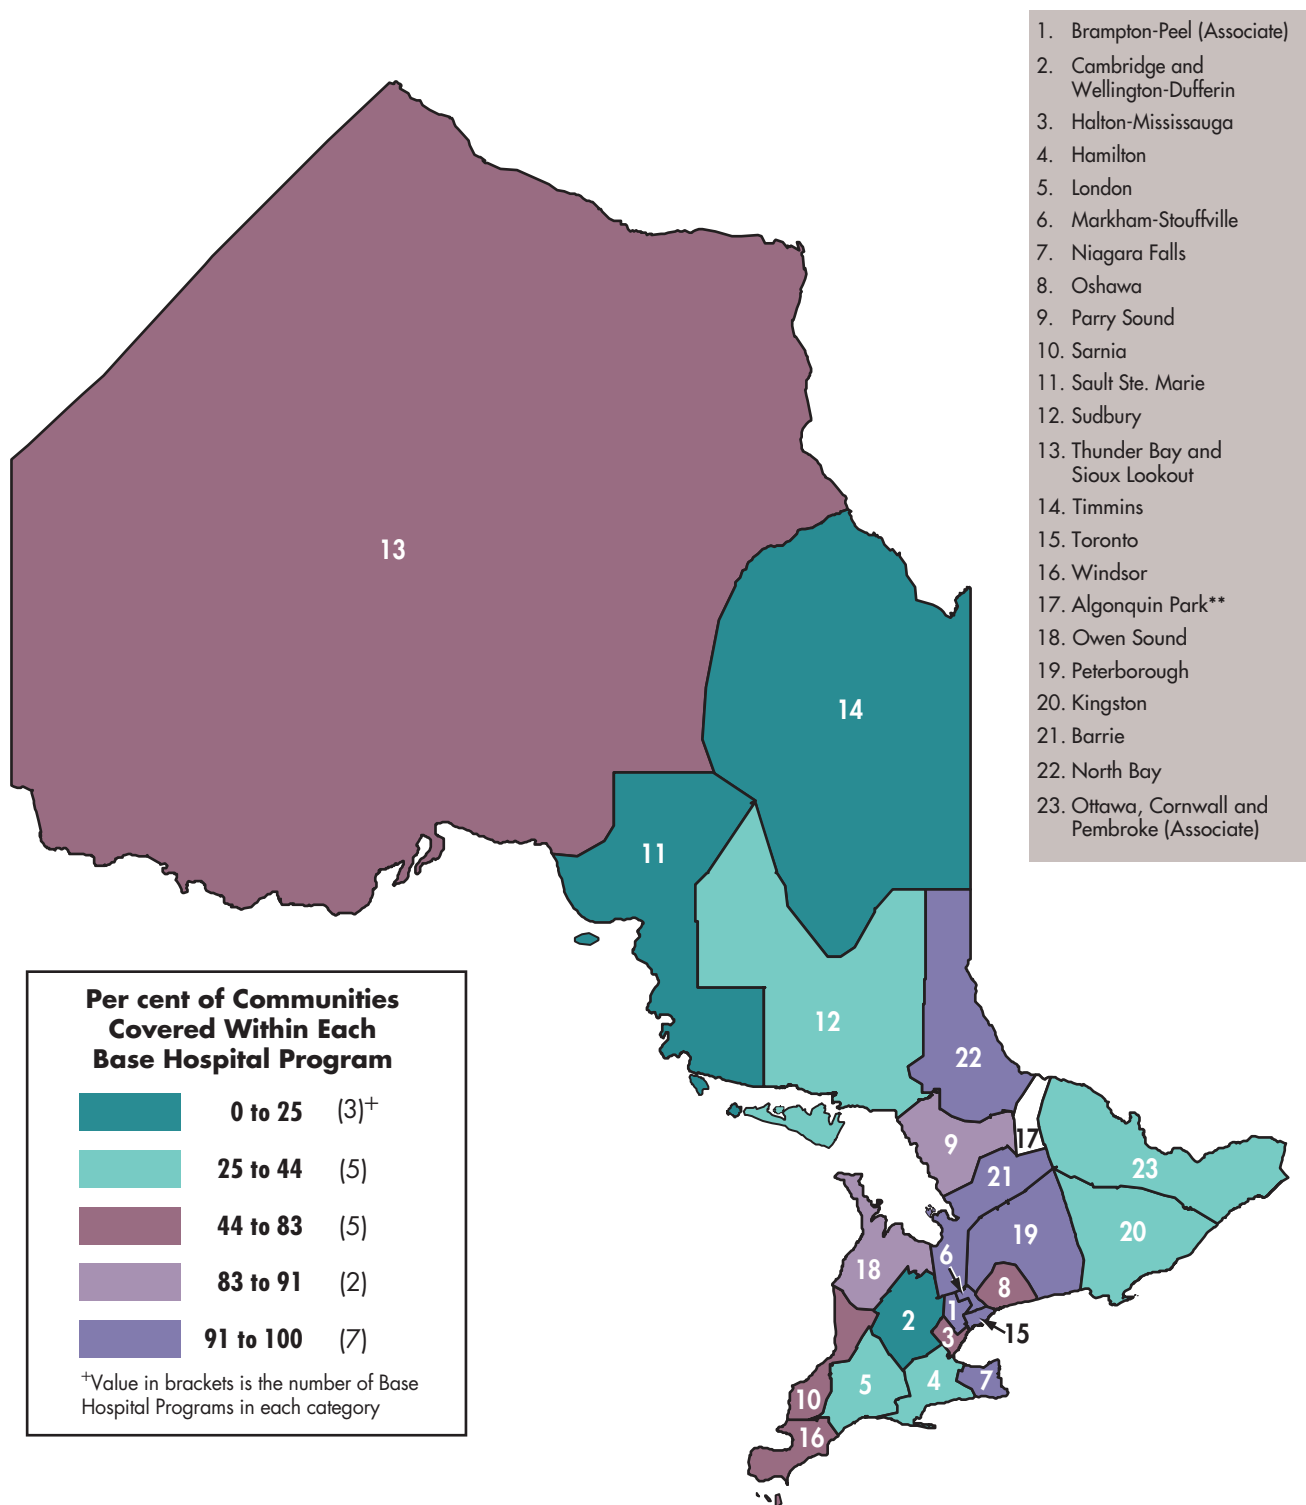 1. Brampton-Peel (Associate)
2. Cambridge and
Wellington-Dufferin
3. Halton-Mississauga
4. Hamilton
5. London
6. Markham-Stouffville
7. Niagara Falls
8. Oshawa
9. Parry Sound
10. Sarnia
11. Sault Ste. Marie
12. Sudbury
13. Thunder Bay and
Sioux Lookout
14. Timmins
15. Toronto
16. Windsor
17. Algonquin Park**
18. Owen Sound
19. Peterborough
20. Kingston
21. Barrie
22. North Bay
23. Ottawa, Cornwall and
Pembroke (Associate)
13
14
11
12
22
9
17
21
23
19
20
6
18
8
1
2
15
3
5
4
7
10
16
Per cent of Communities
Covered Within Each
Base Hospital Program
0 to 25 (3)+
25 to 44 (5)
44 to 83 (5)
83 to 91 (2)
91 to 100 (7)
+Value in brackets is the number of Base
Hospital Programs in each category